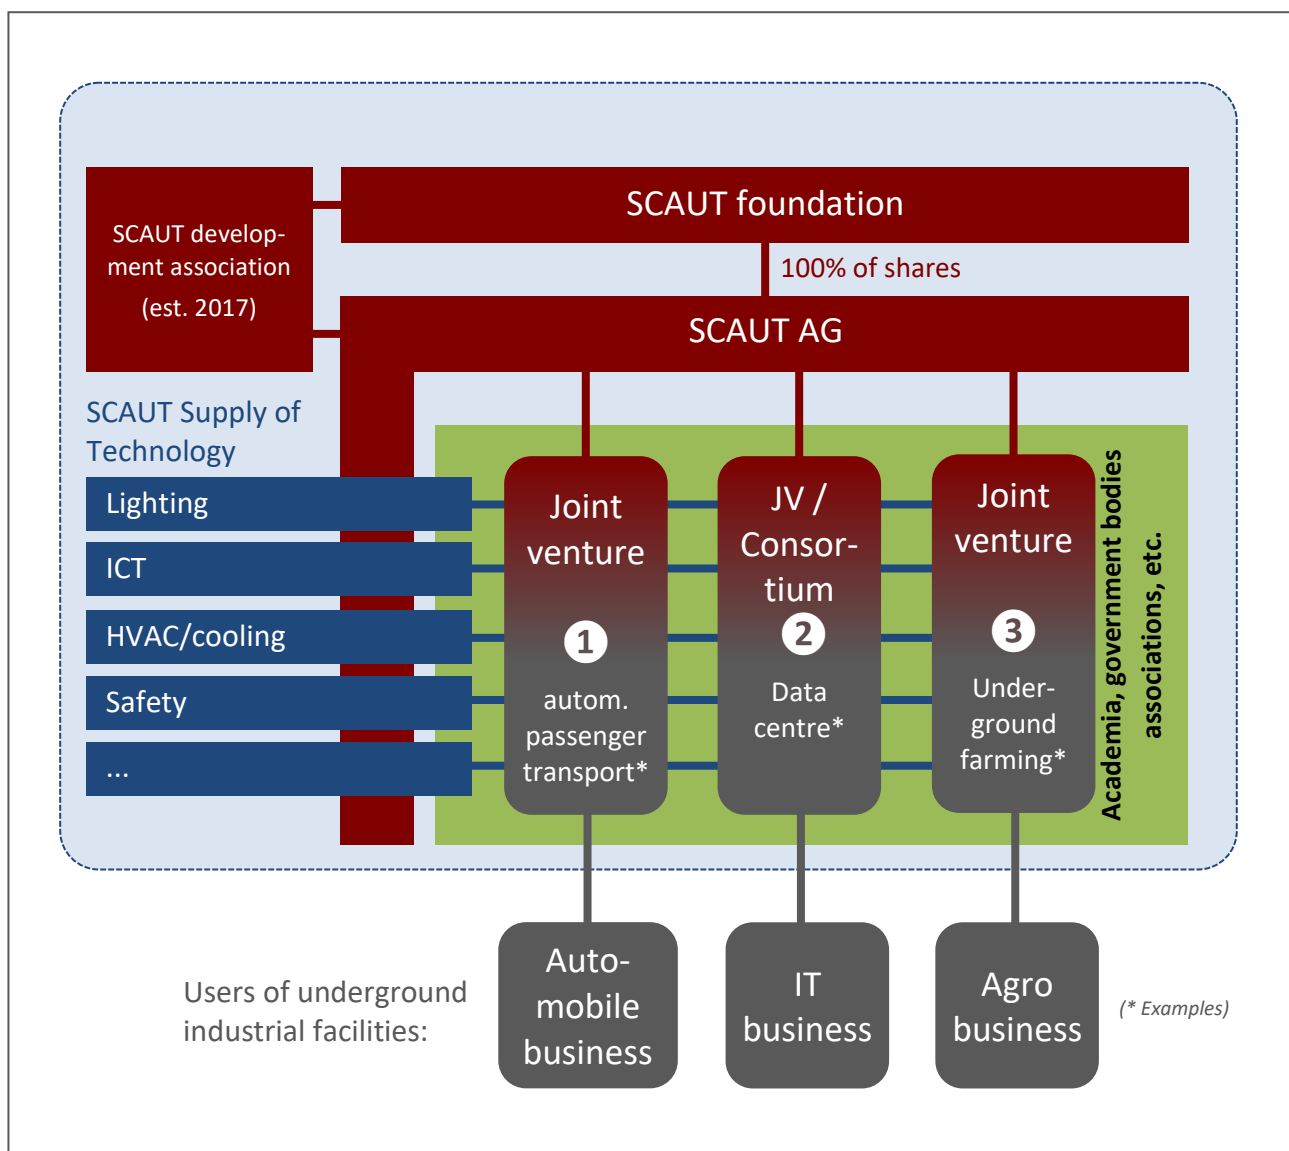 SCAUT foundation
SCAUT develop-
ment association
(est. 2017)
100% of shares
SCAUT AG
SCAUT Supply of
Technology
Lighting
ICT
HVAC/cooling
Safety
...
Joint
venture
1
autom.
passenger
transport*
JV /
Consor-
tium
2
Data
centre*
Joint
venture
3
Under-
ground
farming*
Academia, government bodies
associations, etc.
Users of underground
industrial facilities:
Auto-
mobile
business
IT
business
Agro
business
(* Examples)